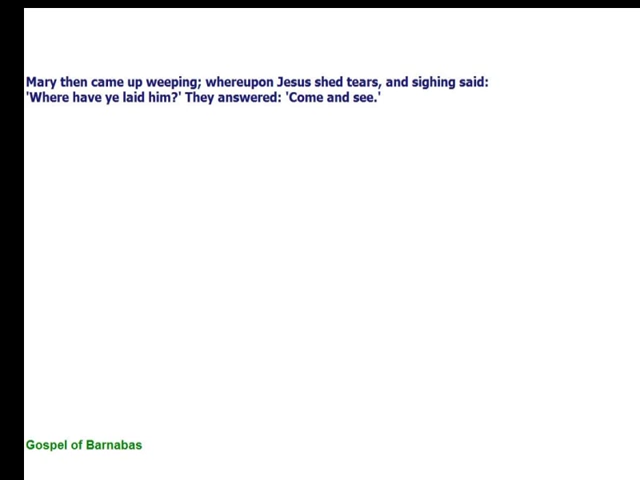 Mary then came up weeping; whereupon Jesus shed tears, and sighing said:
'Where have ye laid him?' They answered: 'Come and see.'
Gospel of Barnabas